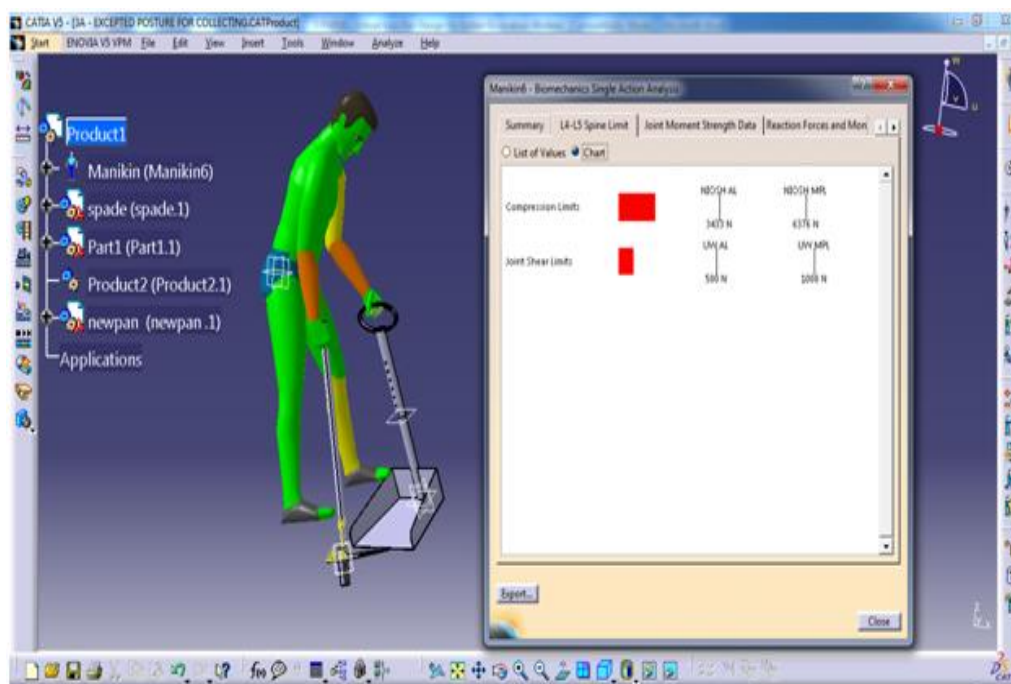 CATIA V5 - [3A - EXCEPTED POSTURE FOR COLLECTING.CATProduct]
Start ENOVIA V5 VPM File Edit View Insert Tools Window Analyze Help
Product1
Manikin (Manikin6)
spade (spade.1)
Part1 (Part1.1)
Product2 (Product2.1)
newpan (newpan .1)
Applications
Manikin6 - Biomechanics Single Action Analysis
Summary L4-L5 Spine Limit Joint Moment Strength Data Reaction Forces and Mon
List of Values Chart
NIOSH AL NIOSH MPL
Compression Limits
3433 N 6376 N
UW AL UW MPL
Joint Shear Limits
500 N 1000 N
Export...
Close
W
V
U
f(x)